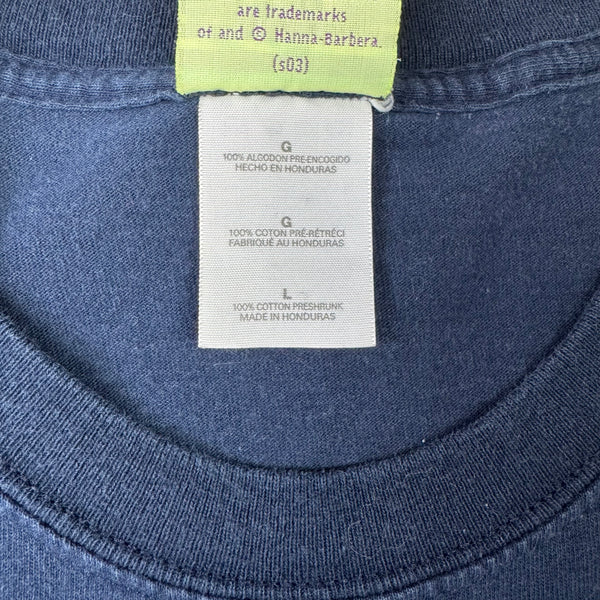 are trademarks
of and © Hanna-Barbera.
(s03)
G
100% ALGODON PRE-ENCOGIDO
HECHO EN HONDURAS
G
100% COTON PRÉ-RÉTRÉCI
FABRIQUÉ AU HONDURAS
L
100% COTTON PRESHRUNK
MADE IN HONDURAS